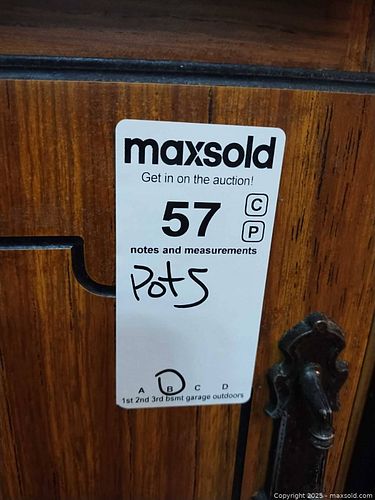 maxsold
Get in on the auction!
57 C
P
notes and measurements
Pots
A B C D
1st 2nd 3rd bsmt garage outdoors
Copyright 2025 - maxsold.com